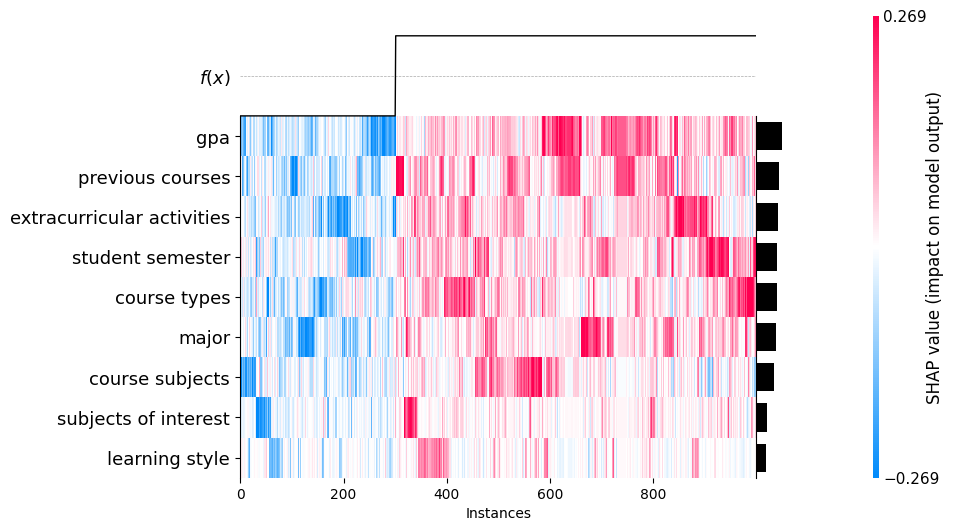 0.269
f(x)
gpa
previous courses
extracurricular activities
student semester
course types
major
course subjects
subjects of interest
learning style
0 200 400 600 800
Instances
SHAP value (impact on model output)
−0.269